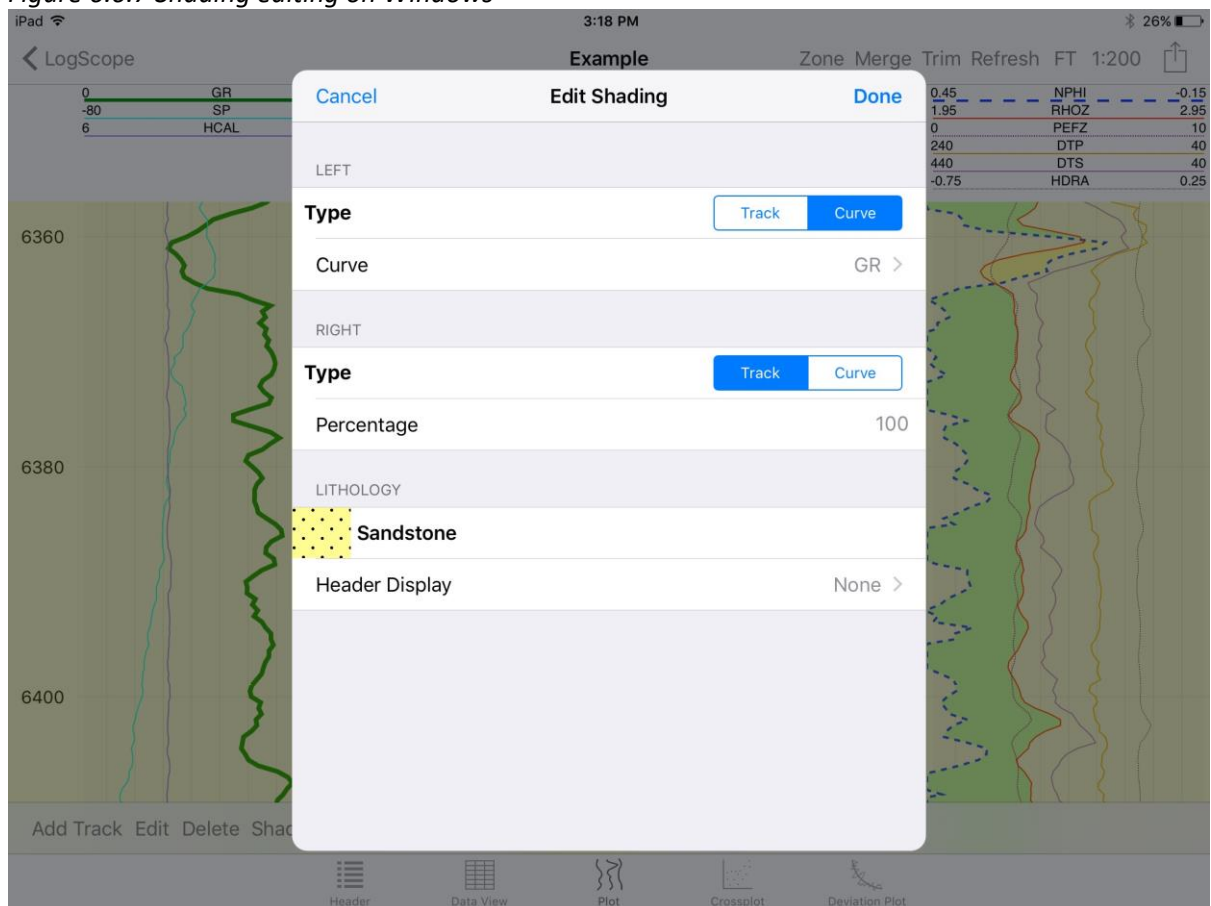 Figure 6.6.7 Shading editing on Windows
iPad 3:18 PM 26%
LogScope Example Zone Merge Trim Refresh FT 1:200
0 GR
-80 SP
6 HCAL
Cancel Edit Shading Done
0.45 NPHI -0.15
1.95 RHOZ 2.95
0 PEFZ 10
240 DTP 40
440 DTS 40
-0.75 HDRA 0.25
LEFT
Type Track Curve
Curve GR >
RIGHT
Type Track Curve
Percentage 100
LITHOLOGY
Sandstone
Header Display None >
6360
6380
6400
Add Track Edit Delete Shad
Header Data View Plot Crossplot Deviation Plot